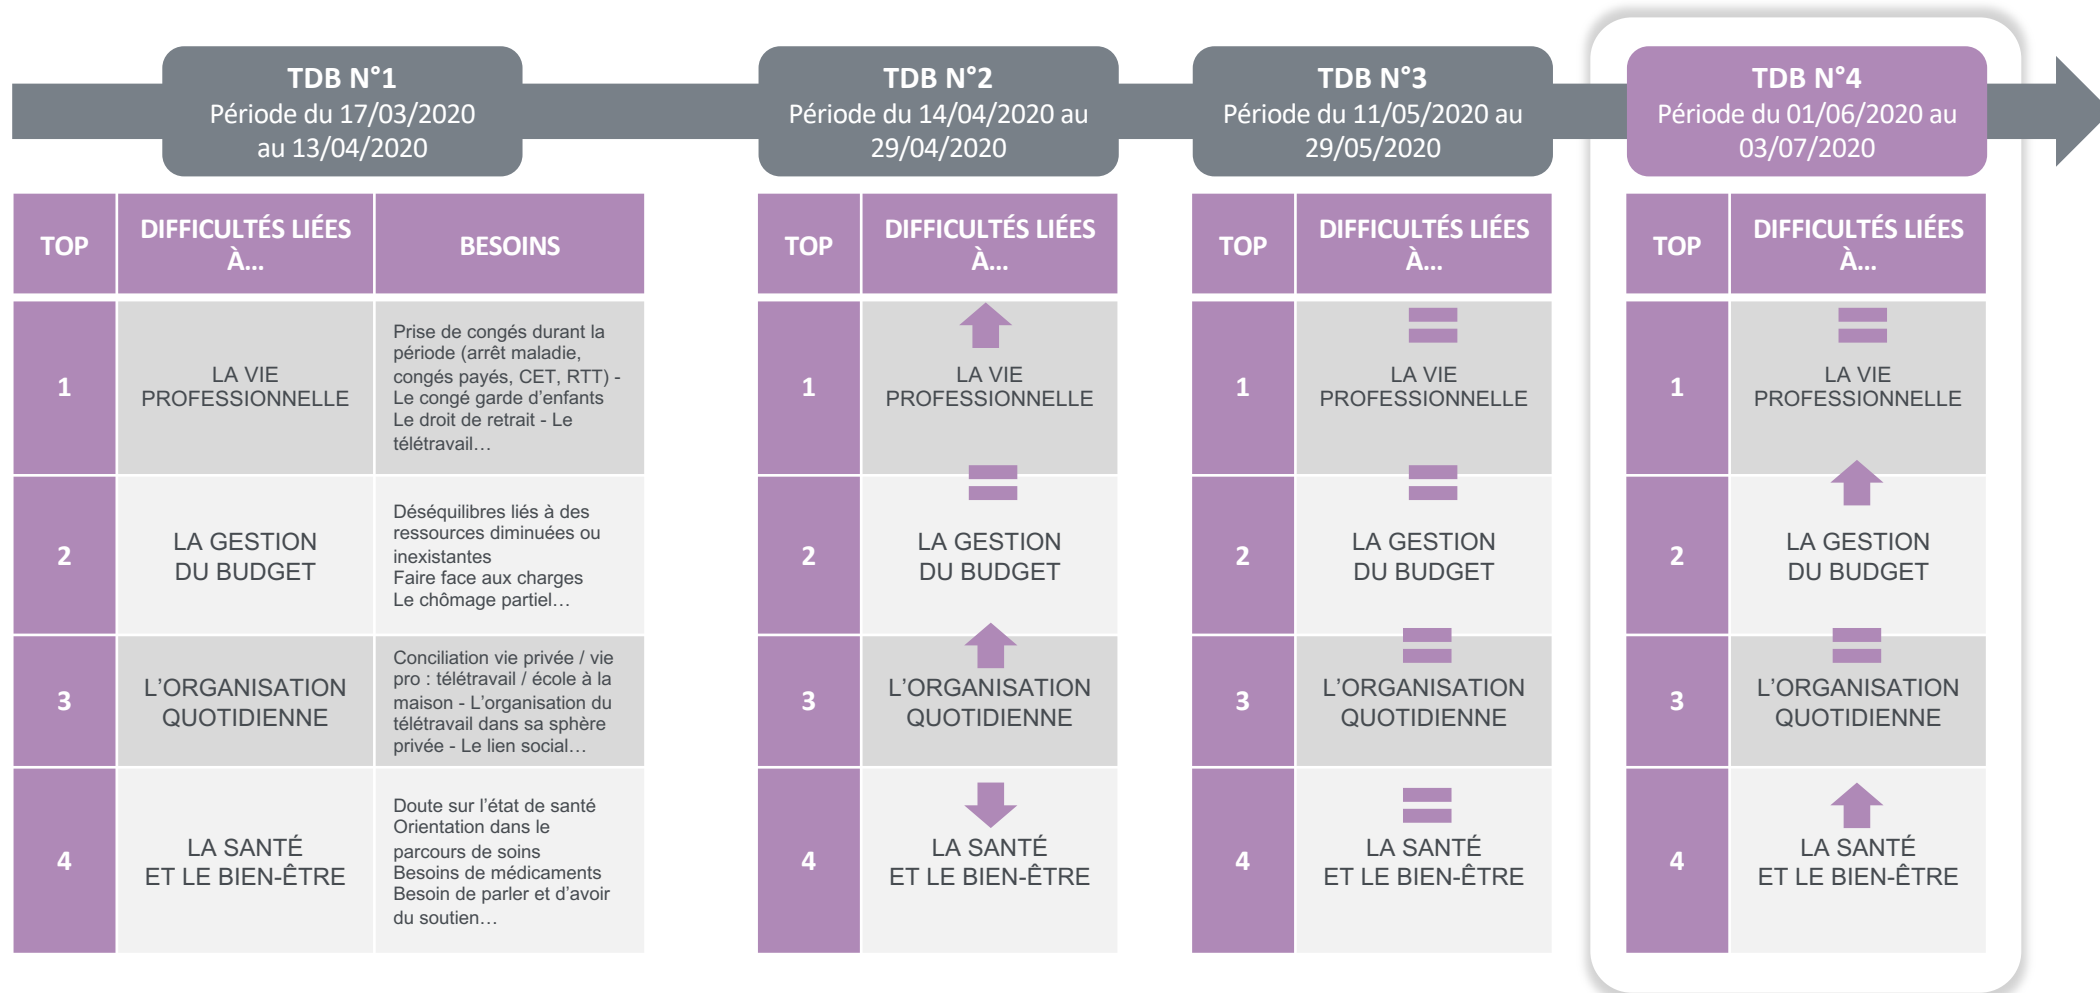 TDB N°1
Période du 17/03/2020
au 13/04/2020
TDB N°2
Période du 14/04/2020 au
29/04/2020
TDB N°3
Période du 11/05/2020 au
29/05/2020
TDB N°4
Période du 01/06/2020 au
03/07/2020
TOP
DIFFICULTÉS LIÉES
À...
BESOINS
1
LA VIE
PROFESSIONNELLE
Prise de congés durant la
période (arrêt maladie,
congés payés, CET, RTT) -
Le congé garde d’enfants
Le droit de retrait - Le
télétravail…
2
LA GESTION
DU BUDGET
Déséquilibres liés à des
ressources diminuées ou
inexistantes
Faire face aux charges
Le chômage partiel…
3
L’ORGANISATION
QUOTIDIENNE
Conciliation vie privée / vie
pro : télétravail / école à la
maison - L’organisation du
télétravail dans sa sphère
privée - Le lien social…
4
LA SANTÉ
ET LE BIEN-ÊTRE
Doute sur l’état de santé
Orientation dans le
parcours de soins
Besoins de médicaments
Besoin de parler et d’avoir
du soutien…
TOP
DIFFICULTÉS LIÉES
À...
1
LA VIE
PROFESSIONNELLE
2
LA GESTION
DU BUDGET
3
L’ORGANISATION
QUOTIDIENNE
4
LA SANTÉ
ET LE BIEN-ÊTRE
TOP
DIFFICULTÉS LIÉES
À...
1
LA VIE
PROFESSIONNELLE
2
LA GESTION
DU BUDGET
3
L’ORGANISATION
QUOTIDIENNE
4
LA SANTÉ
ET LE BIEN-ÊTRE
TOP
DIFFICULTÉS LIÉES
À...
1
LA VIE
PROFESSIONNELLE
2
LA GESTION
DU BUDGET
3
L’ORGANISATION
QUOTIDIENNE
4
LA SANTÉ
ET LE BIEN-ÊTRE